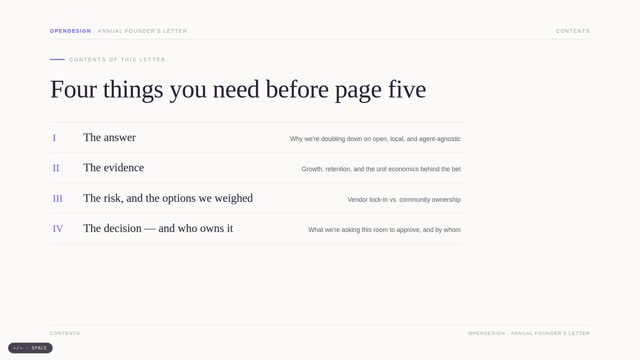 OPENDESIGN · ANNUAL FOUNDER'S LETTER
CONTENTS
CONTENTS OF THIS LETTER
Four things you need before page five
I The answer Why we're doubling down on open, local, and agent-agnostic
II The evidence Growth, retention, and the unit economics behind the bet
III The risk, and the options we weighed Vendor lock-in vs. community ownership
IV The decision — and who owns it What we're asking this room to approve, and by whom
CONTENTS
OPENDESIGN · ANNUAL FOUNDER'S LETTER
←/→ · SPACE